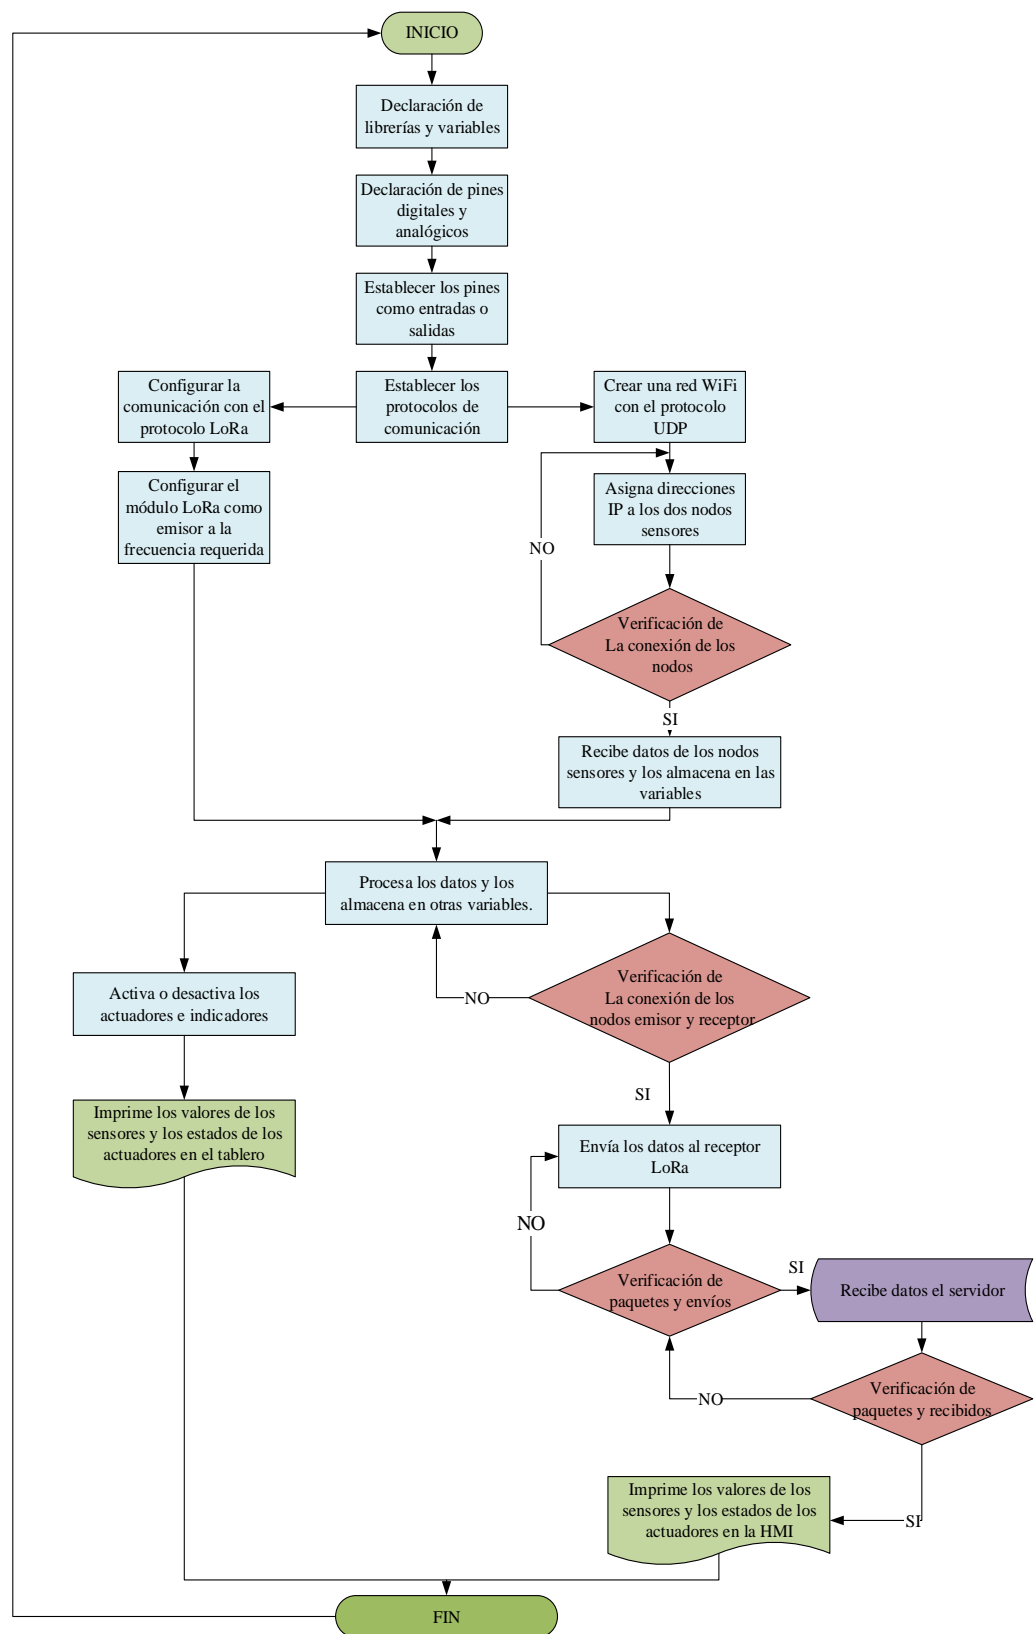 INICIO
Declaración de
librerías y variables
Declaración de pines
digitales y
analógicos
Establecer los pines
como entradas o
salidas
Configurar la
comunicación con el
protocolo LoRa
Establecer los
protocolos de
comunicación
Crear una red WiFi
con el protocolo
UDP
Configurar el
módulo LoRa como
emisor a la
frecuencia requerida
Asigna direcciones
IP a los dos nodos
sensores
NO
Verificación de
La conexión de los
nodos
SI
Recibe datos de los nodos
sensores y los almacena en las
variables
Procesa los datos y los
almacena en otras variables.
Activa o desactiva los
actuadores e indicadores
NO
Verificación de
La conexión de los
nodos emisor y receptor
SI
Imprime los valores de los
sensores y los estados de los
actuadores en el tablero
Envía los datos al receptor
LoRa
NO
Verificación de
paquetes y envíos
SI
Recibe datos el servidor
NO
Verificación de
paquetes y recibidos
Imprime los valores de los
sensores y los estados de los
actuadores en la HMI
SI
FIN